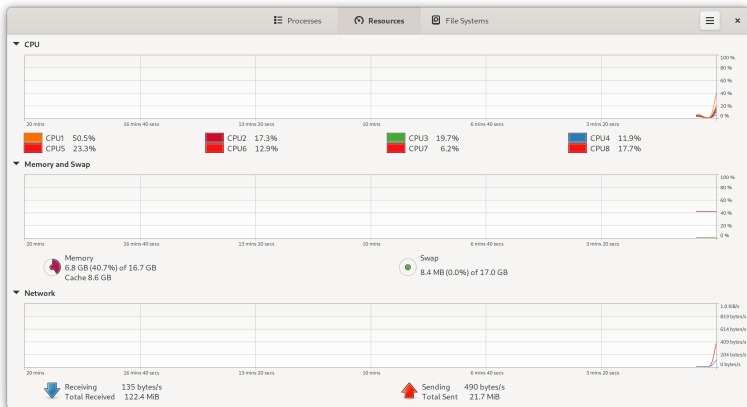 Processes Resources File Systems
CPU
100 %
80 %
60 %
40 %
20 %
0 %
20 mins 16 mins 40 secs 13 mins 20 secs 10 mins 6 mins 40 secs 3 mins 20 secs
CPU1 50.5% CPU2 17.3% CPU3 19.7% CPU4 11.9%
CPU5 23.3% CPU6 12.9% CPU7 6.2% CPU8 17.7%
Memory and Swap
100 %
80 %
60 %
40 %
20 %
0 %
20 mins 16 mins 40 secs 13 mins 20 secs 10 mins 6 mins 40 secs 3 mins 20 secs
Memory
6.8 GB (40.7%) of 16.7 GB
Cache 8.6 GB
Swap
8.4 MB (0.0%) of 17.0 GB
Network
1.0 KiB/s
819 bytes/s
614 bytes/s
409 bytes/s
204 bytes/s
0 bytes/s
20 mins 16 mins 40 secs 13 mins 20 secs 10 mins 6 mins 40 secs 3 mins 20 secs
Receiving 135 bytes/s
Total Received 122.4 MiB
Sending 490 bytes/s
Total Sent 21.7 MiB